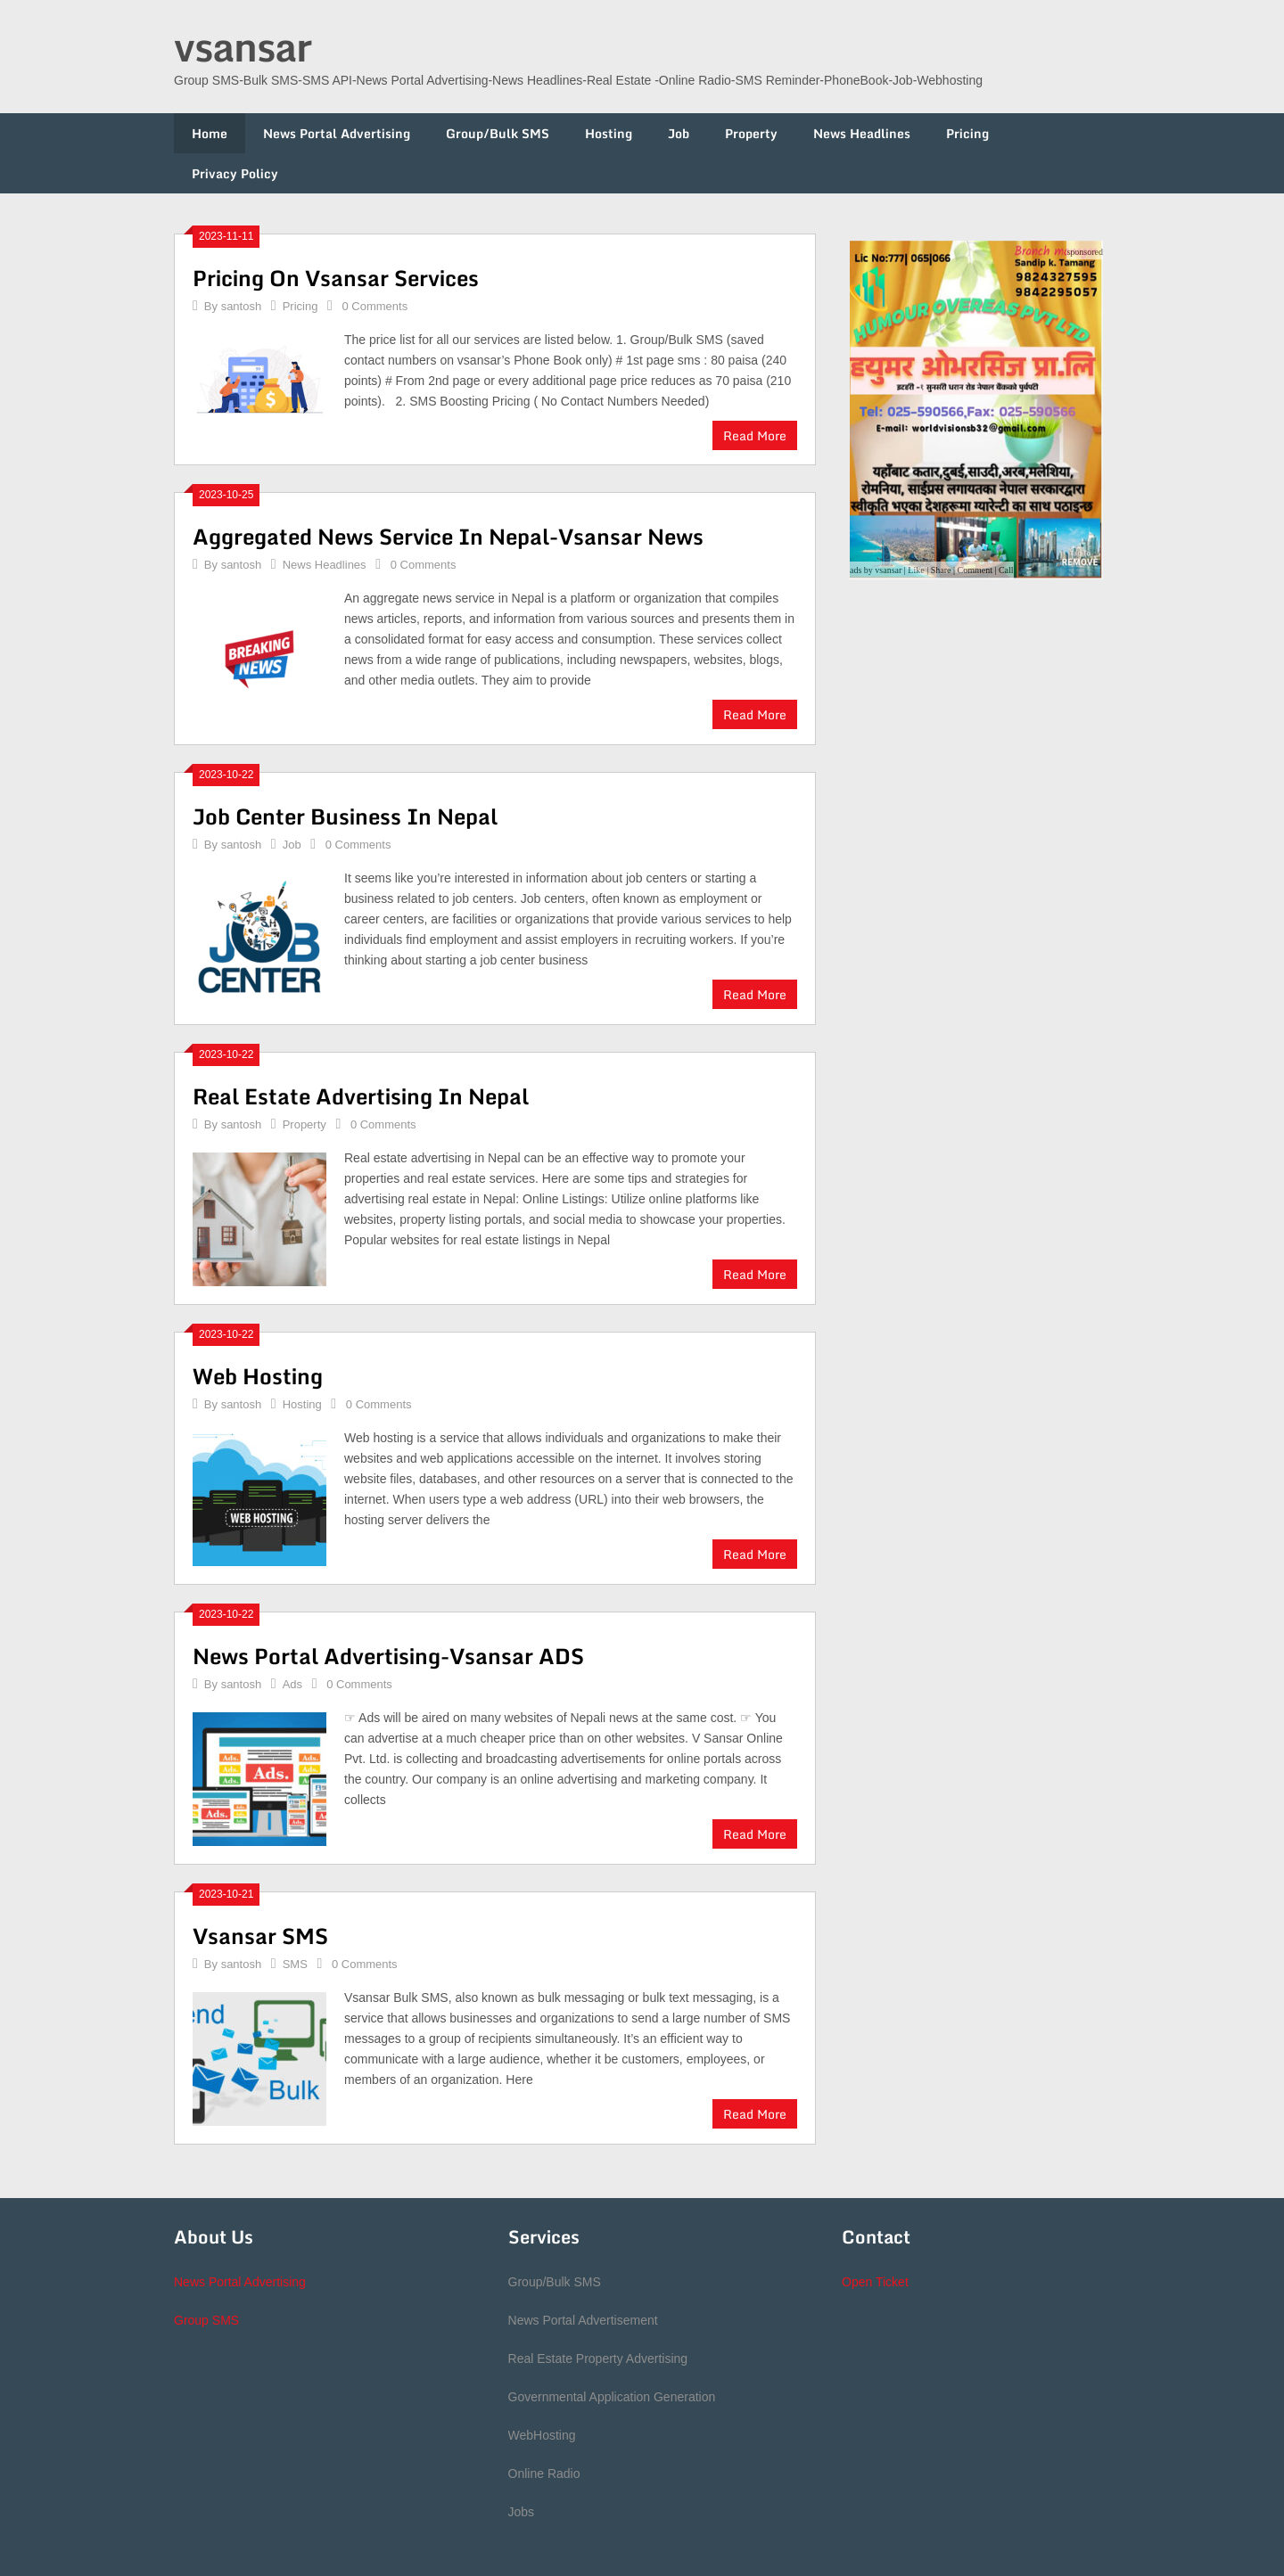 vsansar
Group SMS-Bulk SMS-SMS API-News Portal Advertising-News Headlines-Real Estate -Online Radio-SMS Reminder-PhoneBook-Job-Webhosting
Home News Portal Advertising Group/Bulk SMS Hosting Job Property News Headlines Pricing
Privacy Policy
2023-11-11
Pricing On Vsansar Services
By santosh Pricing 0 Comments
The price list for all our services are listed below. 1. Group/Bulk SMS (saved
contact numbers on vsansar’s Phone Book only) # 1st page sms : 80 paisa (240
points) # From 2nd page or every additional page price reduces as 70 paisa (210
points). 2. SMS Boosting Pricing ( No Contact Numbers Needed)
Read More
2023-10-25
Aggregated News Service In Nepal-Vsansar News
By santosh News Headlines 0 Comments
BREAKING
NEWS
An aggregate news service in Nepal is a platform or organization that compiles
news articles, reports, and information from various sources and presents them in
a consolidated format for easy access and consumption. These services collect
news from a wide range of publications, including newspapers, websites, blogs,
and other media outlets. They aim to provide
Read More
2023-10-22
Job Center Business In Nepal
By santosh Job 0 Comments
JOB
CENTER
It seems like you’re interested in information about job centers or starting a
business related to job centers. Job centers, often known as employment or
career centers, are facilities or organizations that provide various services to help
individuals find employment and assist employers in recruiting workers. If you’re
thinking about starting a job center business
Read More
2023-10-22
Real Estate Advertising In Nepal
By santosh Property 0 Comments
Real estate advertising in Nepal can be an effective way to promote your
properties and real estate services. Here are some tips and strategies for
advertising real estate in Nepal: Online Listings: Utilize online platforms like
websites, property listing portals, and social media to showcase your properties.
Popular websites for real estate listings in Nepal
Read More
2023-10-22
Web Hosting
By santosh Hosting 0 Comments
WEB HOSTING
Web hosting is a service that allows individuals and organizations to make their
websites and web applications accessible on the internet. It involves storing
website files, databases, and other resources on a server that is connected to the
internet. When users type a web address (URL) into their web browsers, the
hosting server delivers the
Read More
2023-10-22
News Portal Advertising-Vsansar ADS
By santosh Ads 0 Comments
Ads. Ads.
Ads.
Ads.
☞ Ads will be aired on many websites of Nepali news at the same cost. ☞ You
can advertise at a much cheaper price than on other websites. V Sansar Online
Pvt. Ltd. is collecting and broadcasting advertisements for online portals across
the country. Our company is an online advertising and marketing company. It
collects
Read More
2023-10-21
Vsansar SMS
By santosh SMS 0 Comments
end
Bulk
Vsansar Bulk SMS, also known as bulk messaging or bulk text messaging, is a
service that allows businesses and organizations to send a large number of SMS
messages to a group of recipients simultaneously. It’s an efficient way to
communicate with a large audience, whether it be customers, employees, or
members of an organization. Here
Read More
sponsored
Lic No:777| 065|066
Branch
Sandip k. Tamang
9824327595
9842295057
HUMOUR OVEREAS PVT LTD
हयुमर ओभरसिज प्रा.लि
इटहरी -६ सुनसरी धरान रोड नेपाल बैंकको पुर्वपटी
Tel: 025-590566,Fax: 025-590566
E-mail: worldvisionsb32@gmail.com
यहाँबाट कतार,दुबई,साउदी,अरब,मलेशिया,
रोमनिया, साईप्रस लगायतका नेपाल सरकारद्वारा
स्वीकृति भएका देशहरूमा ग्यारेन्टी का साथ पठाइन्छ
REMOVE
ads by vsansar | Like | Share | Comment | Call
About Us
News Portal Advertising
Group SMS
Services
Group/Bulk SMS
News Portal Advertisement
Real Estate Property Advertising
Governmental Application Generation
WebHosting
Online Radio
Jobs
Contact
Open Ticket